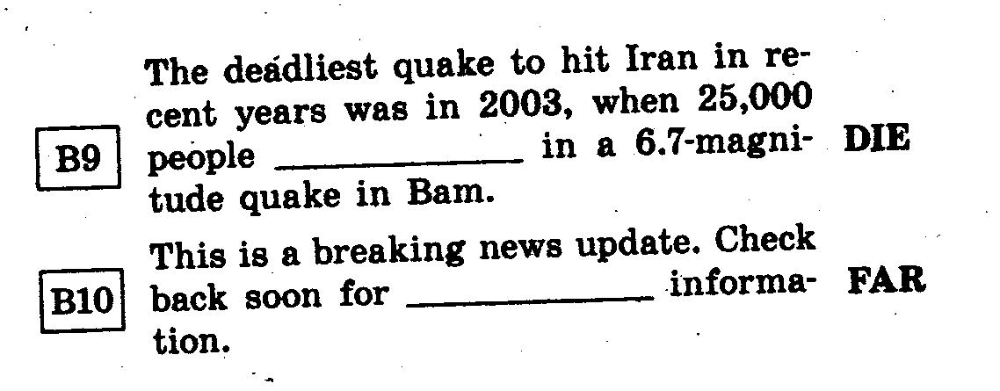 The deadliest quake to hit Iran in re-
cent years was in 2003, when 25,000
B9 people ______________ in a 6.7-magni- DIE
tude quake in Bam.
This is a breaking news update. Check
B10 back soon for ______________ informa- FAR
tion.